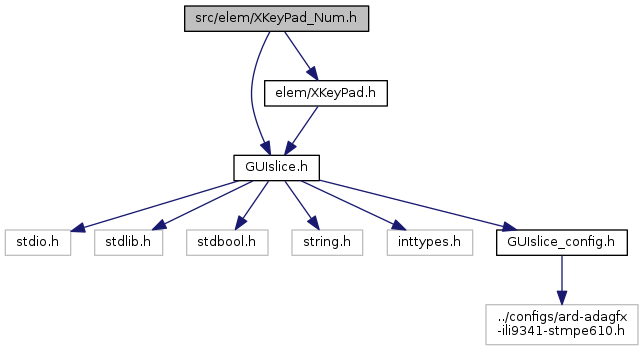 src/elem/XKeyPad_Num.h
elem/XKeyPad.h
GUIslice.h
stdio.h
stdlib.h
stdbool.h
string.h
inttypes.h
GUIslice_config.h
../configs/ard-adagfx
-ili9341-stmpe610.h